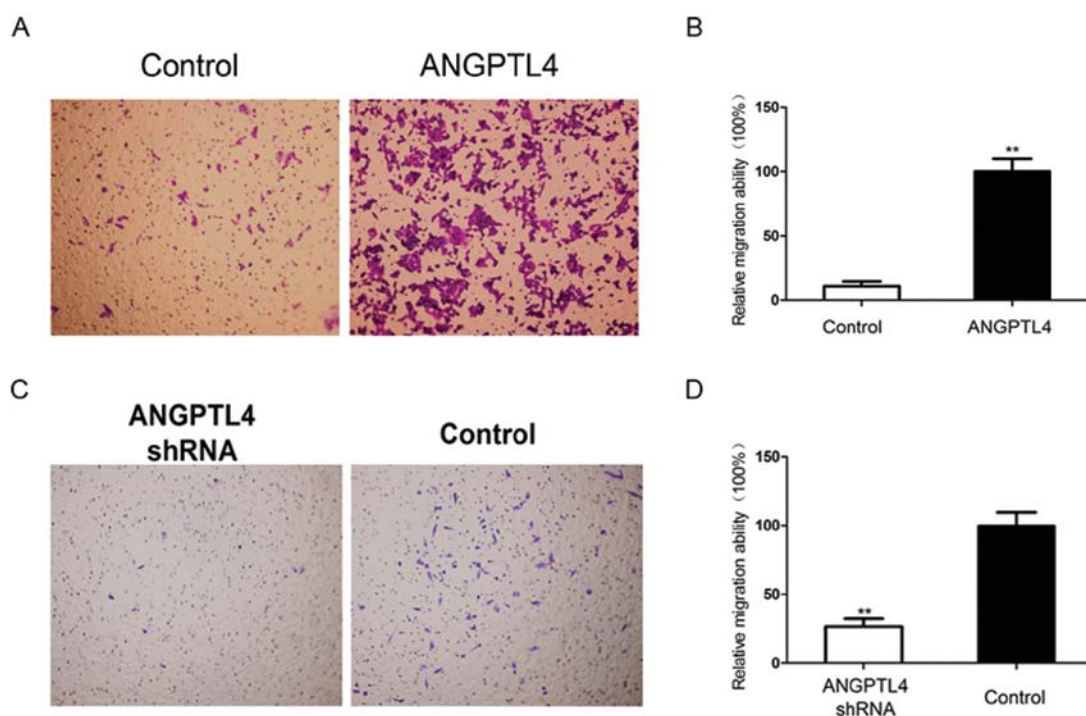 A
Control
ANGPTL4
B
Relative migration ability（100%）
150
100
50
0
**
Control
ANGPTL4
C
ANGPTL4
shRNA
Control
D
Relative migration ability（100%）
150
100
50
0
**
ANGPTL4
shRNA
Control